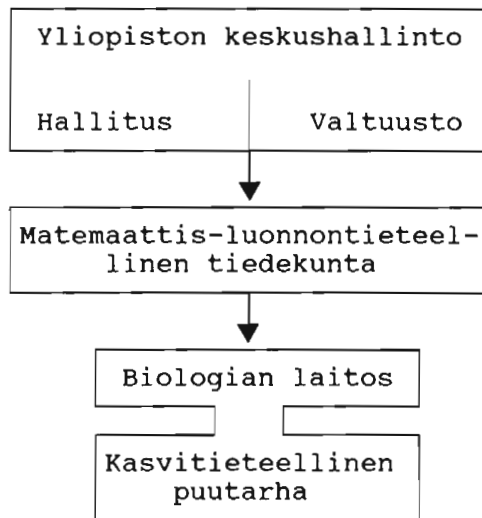 Yliopiston keskushallinto
Hallitus Valtuusto
Matemaattis-luonnontieteel-
linen tiedekunta
Biologian laitos
Kasvitieteellinen
puutarha